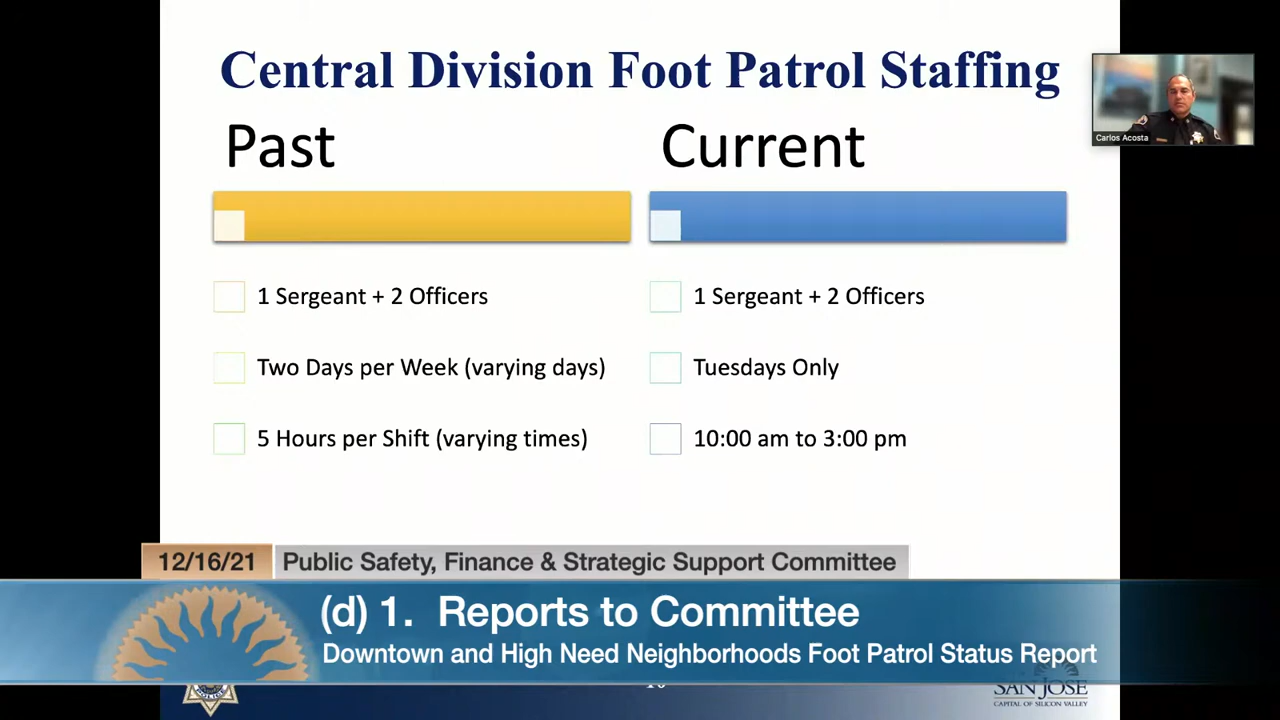 Central Division Foot Patrol Staffing
Past
Current
Carlos Acosta
1 Sergeant + 2 Officers
Two Days per Week (varying days)
5 Hours per Shift (varying times)
1 Sergeant + 2 Officers
Tuesdays Only
10:00 am to 3:00 pm
12/16/21
Public Safety, Finance & Strategic Support Committee
(d) 1. Reports to Committee
Downtown and High Need Neighborhoods Foot Patrol Status Report
SAN JOSE
CAPITAL OF SILICON VALLEY